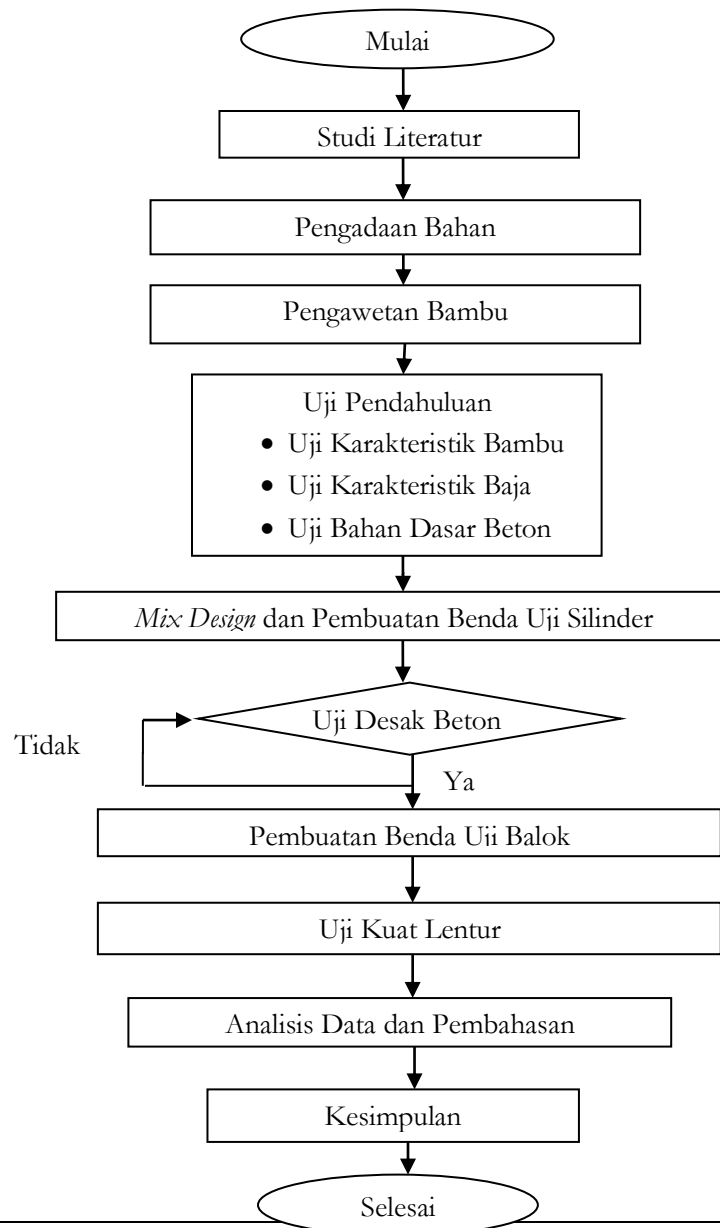 Mulai
Studi Literatur
Pengadaan Bahan
Pengawetan Bambu
Uji Pendahuluan
• Uji Karakteristik Bambu
• Uji Karakteristik Baja
• Uji Bahan Dasar Beton
Mix Design dan Pembuatan Benda Uji Silinder
Uji Desak Beton
Tidak
Ya
Pembuatan Benda Uji Balok
Uji Kuat Lentur
Analisis Data dan Pembahasan
Kesimpulan
Selesai